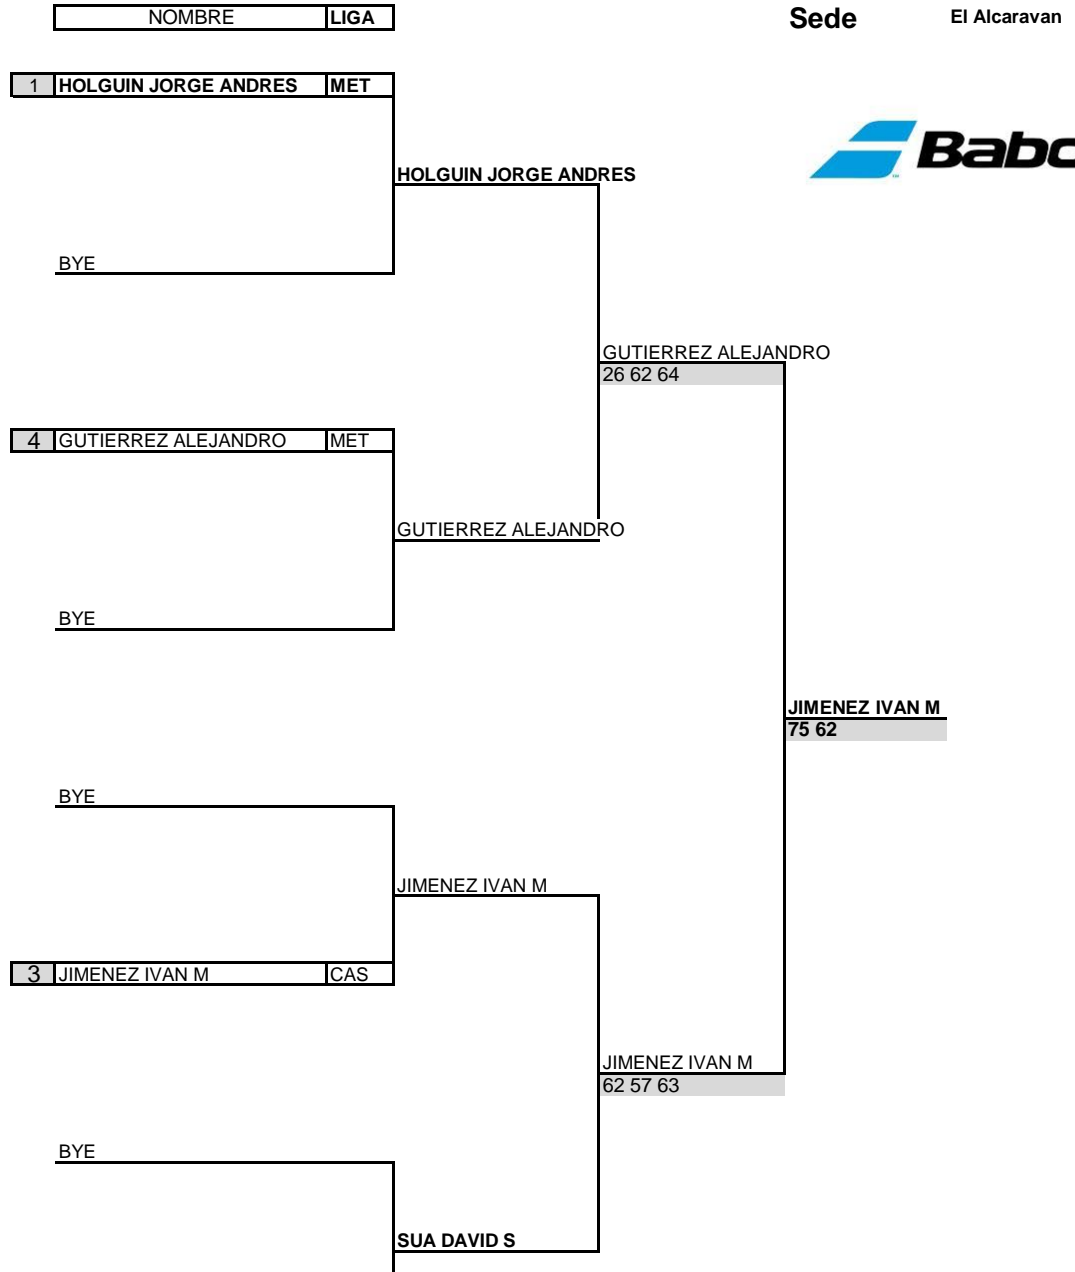 NOMBRE LIGA Sede El Alcaravan
1 HOLGUIN JORGE ANDRES MET
Babo
HOLGUIN JORGE ANDRES
BYE
GUTIERREZ ALEJANDRO
26 62 64
4 GUTIERREZ ALEJANDRO MET
GUTIERREZ ALEJANDRO
BYE
JIMENEZ IVAN M
75 62
BYE
JIMENEZ IVAN M
3 JIMENEZ IVAN M CAS
JIMENEZ IVAN M
62 57 63
BYE
SUA DAVID S